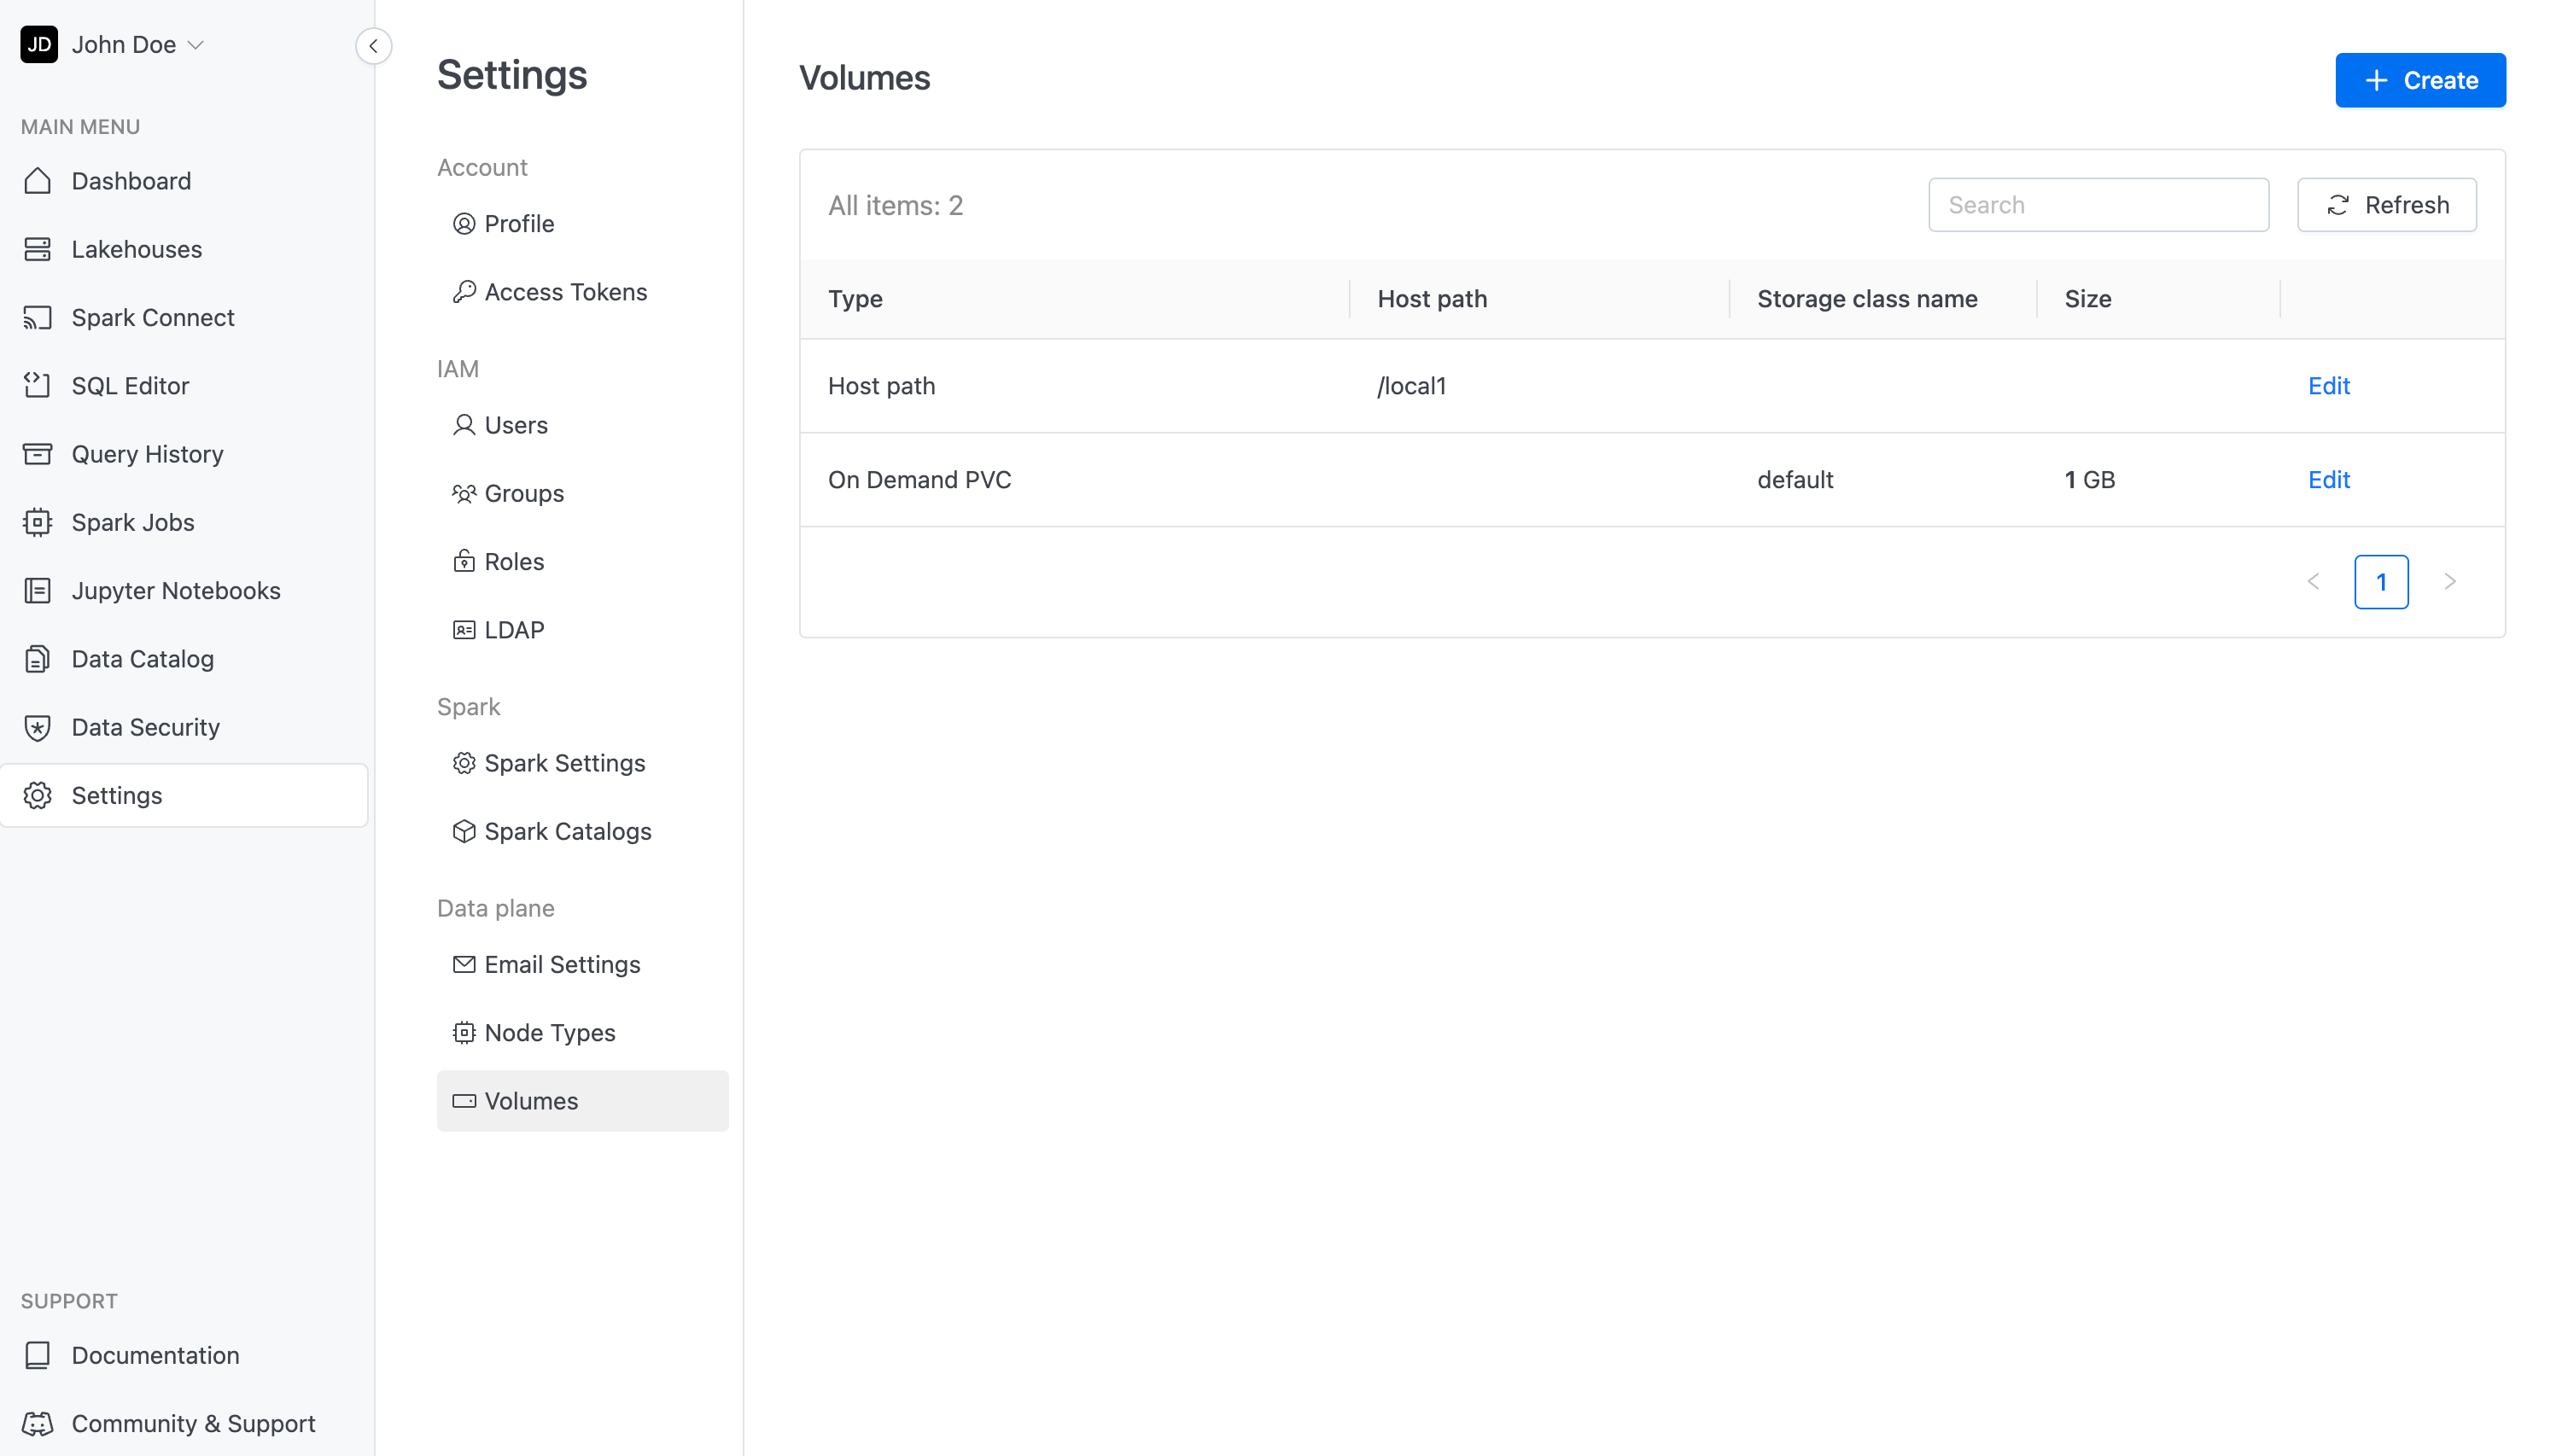 JD John Doe
MAIN MENU
Dashboard
Lakehouses
Spark Connect
SQL Editor
Query History
Spark Jobs
Jupyter Notebooks
Data Catalog
Data Security
Settings
SUPPORT
Documentation
Community & Support
Settings
Account
Profile
Access Tokens
IAM
Users
Groups
Roles
LDAP
Spark
Spark Settings
Spark Catalogs
Data plane
Email Settings
Node Types
Volumes
Volumes
Create
All items: 2
Search
Refresh
Type Host path Storage class name Size
Host path /local1 Edit
On Demand PVC default 1 GB Edit
1